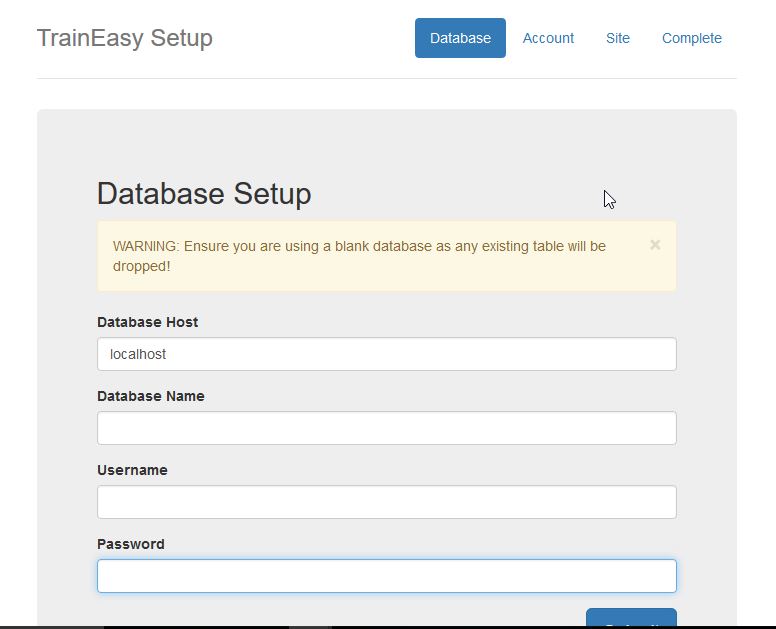 TrainEasy Setup
Database Account Site Complete
Database Setup
WARNING: Ensure you are using a blank database as any existing table will be
dropped!
×
Database Host
localhost
Database Name
Username
Password